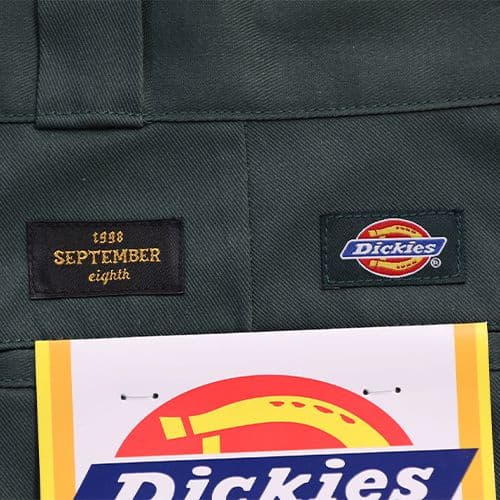 1998
SEPTEMBER
eighth
Dickies®
Dickies